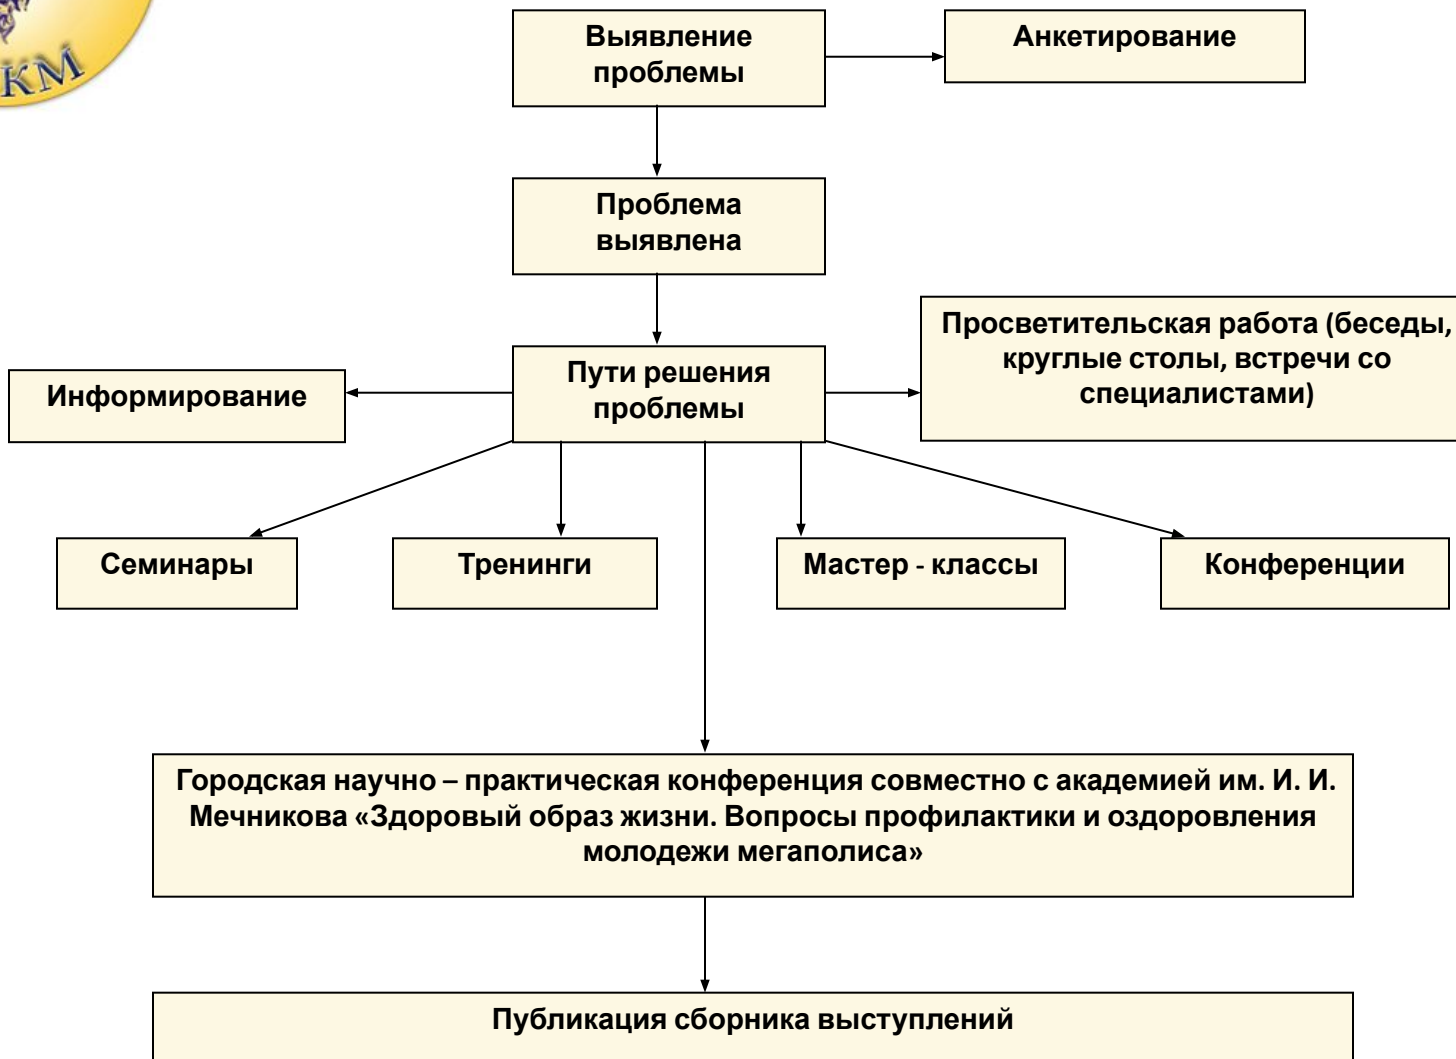 КМ
Выявление
проблемы
Анкетирование
Проблема
выявлена
Просветительская работа (беседы,
круглые столы, встречи со
специалистами)
Пути решения
проблемы
Информирование
Семинары
Тренинги
Мастер - классы
Конференции
Городская научно – практическая конференция совместно с академией им. И. И.
Мечникова «Здоровый образ жизни. Вопросы профилактики и оздоровления
молодежи мегаполиса»
Публикация сборника выступлений